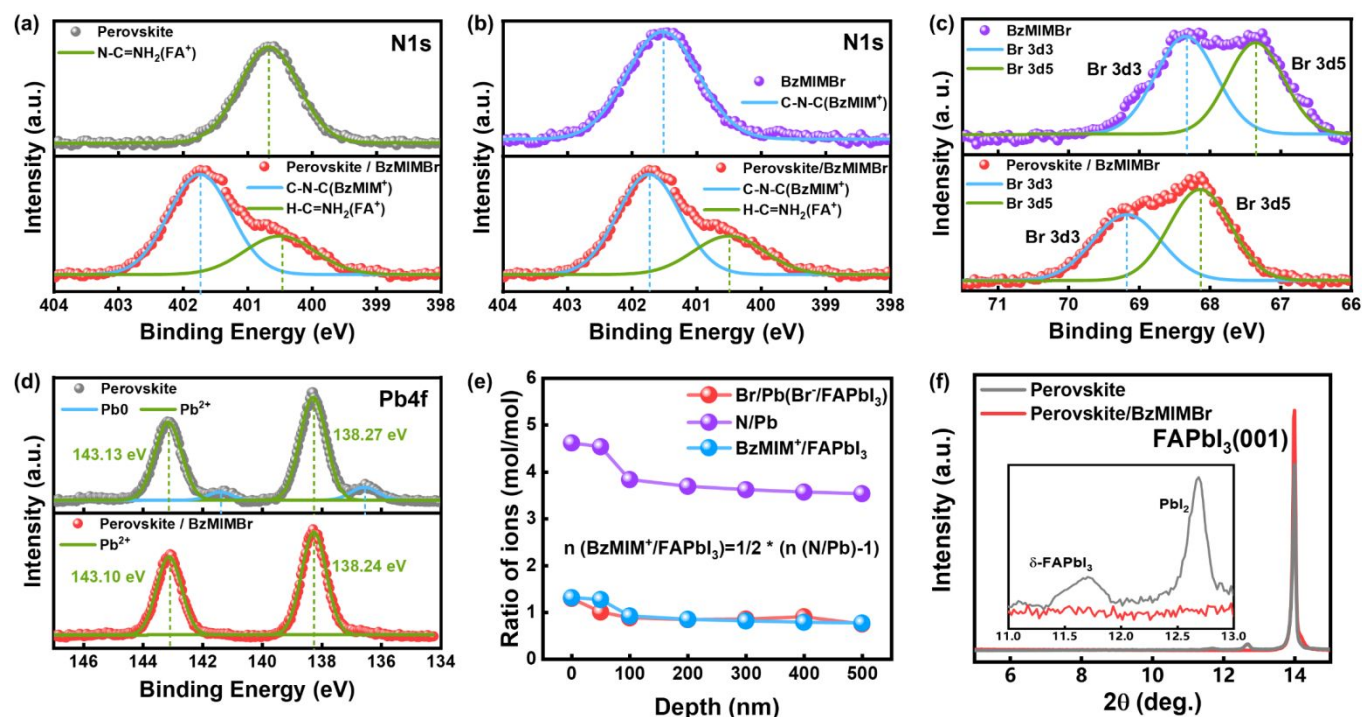 (a)
Perovskite
N-C=NH₂(FA⁺)
N1s
Perovskite / BzMIMBr
C-N-C(BzMIM⁺)
H-C=NH₂(FA⁺)
Intensity (a.u.)
404 403 402 401 400 399 398
Binding Energy (eV)
(b)
N1s
BzMIMBr
C-N-C(BzMIM⁺)
Perovskite/BzMIMBr
C-N-C(BzMIM⁺)
H-C=NH₂(FA⁺)
Intensity (a.u.)
404 403 402 401 400 399 398
Binding Energy (eV)
(c)
BzMIMBr
Br 3d3
Br 3d5
Br 3d3
Br 3d5
Perovskite / BzMIMBr
Br 3d3
Br 3d5
Br 3d3
Br 3d5
Indensity (a. u.)
71 70 69 68 67 66
Binding Energy (eV)
(d)
Perovskite
Pb0
Pb²⁺
Pb4f
143.13 eV
138.27 eV
Perovskite / BzMIMBr
Pb²⁺
143.10 eV
138.24 eV
Intensity (a.u.)
146 144 142 140 138 136 134
Binding Energy (eV)
(e)
Br/Pb(Br⁻/FAPbI₃)
N/Pb
BzMIM⁺/FAPbI₃
n (BzMIM⁺/FAPbI₃)=1/2 * (n (N/Pb)-1)
Ratio of ions (mol/mol)
6
5
4
3
2
1
0
0 100 200 300 400 500
Depth (nm)
(f)
Perovskite
Perovskite/BzMIMBr
FAPbI₃(001)
PbI₂
δ-FAPbI₃
11.0 11.5 12.0 12.5 13.0
Intensity (a.u.)
6 8 10 12 14
2θ (deg.)